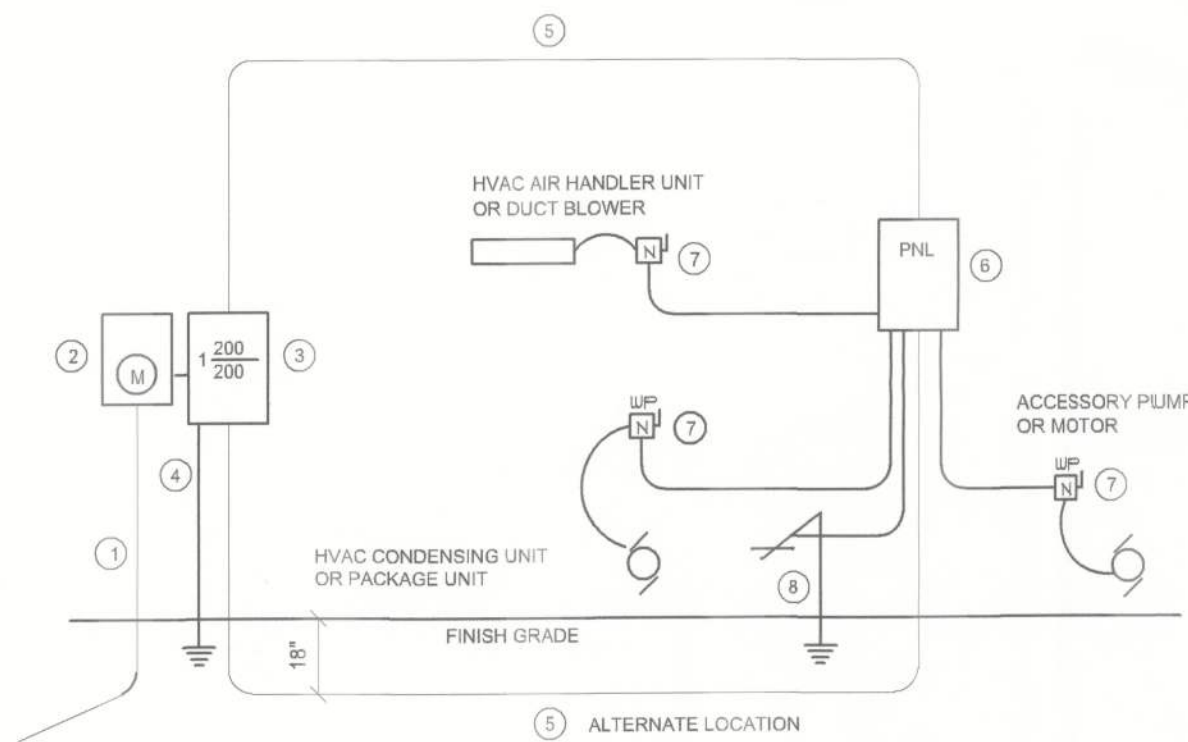 5
HVAC AIR HANDLER UNIT
OR DUCT BLOWER
N
7
PNL
6
2
M
1 200/200
3
WP
N
7
ACCESSORY PUMP
OR MOTOR
WP
N
7
4
1
HVAC CONDENSING UNIT
OR PACKAGE UNIT
8
FINISH GRADE
18"
5 ALTERNATE LOCATION